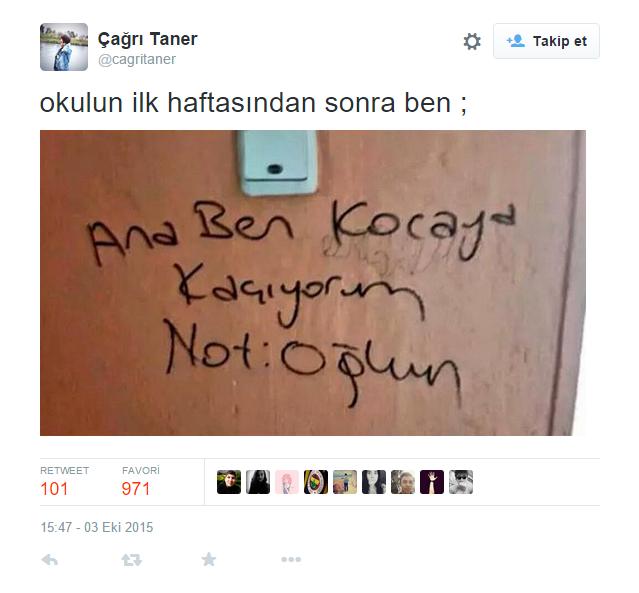 Çağrı Taner
@cagritaner
Takip et
okulun ilk haftasından sonra ben ;
Ana Ben Kocaya
Kaçıyorum
Not: Oğlun
RETWEET FAVORİ
101 971
15:47 - 03 Eki 2015